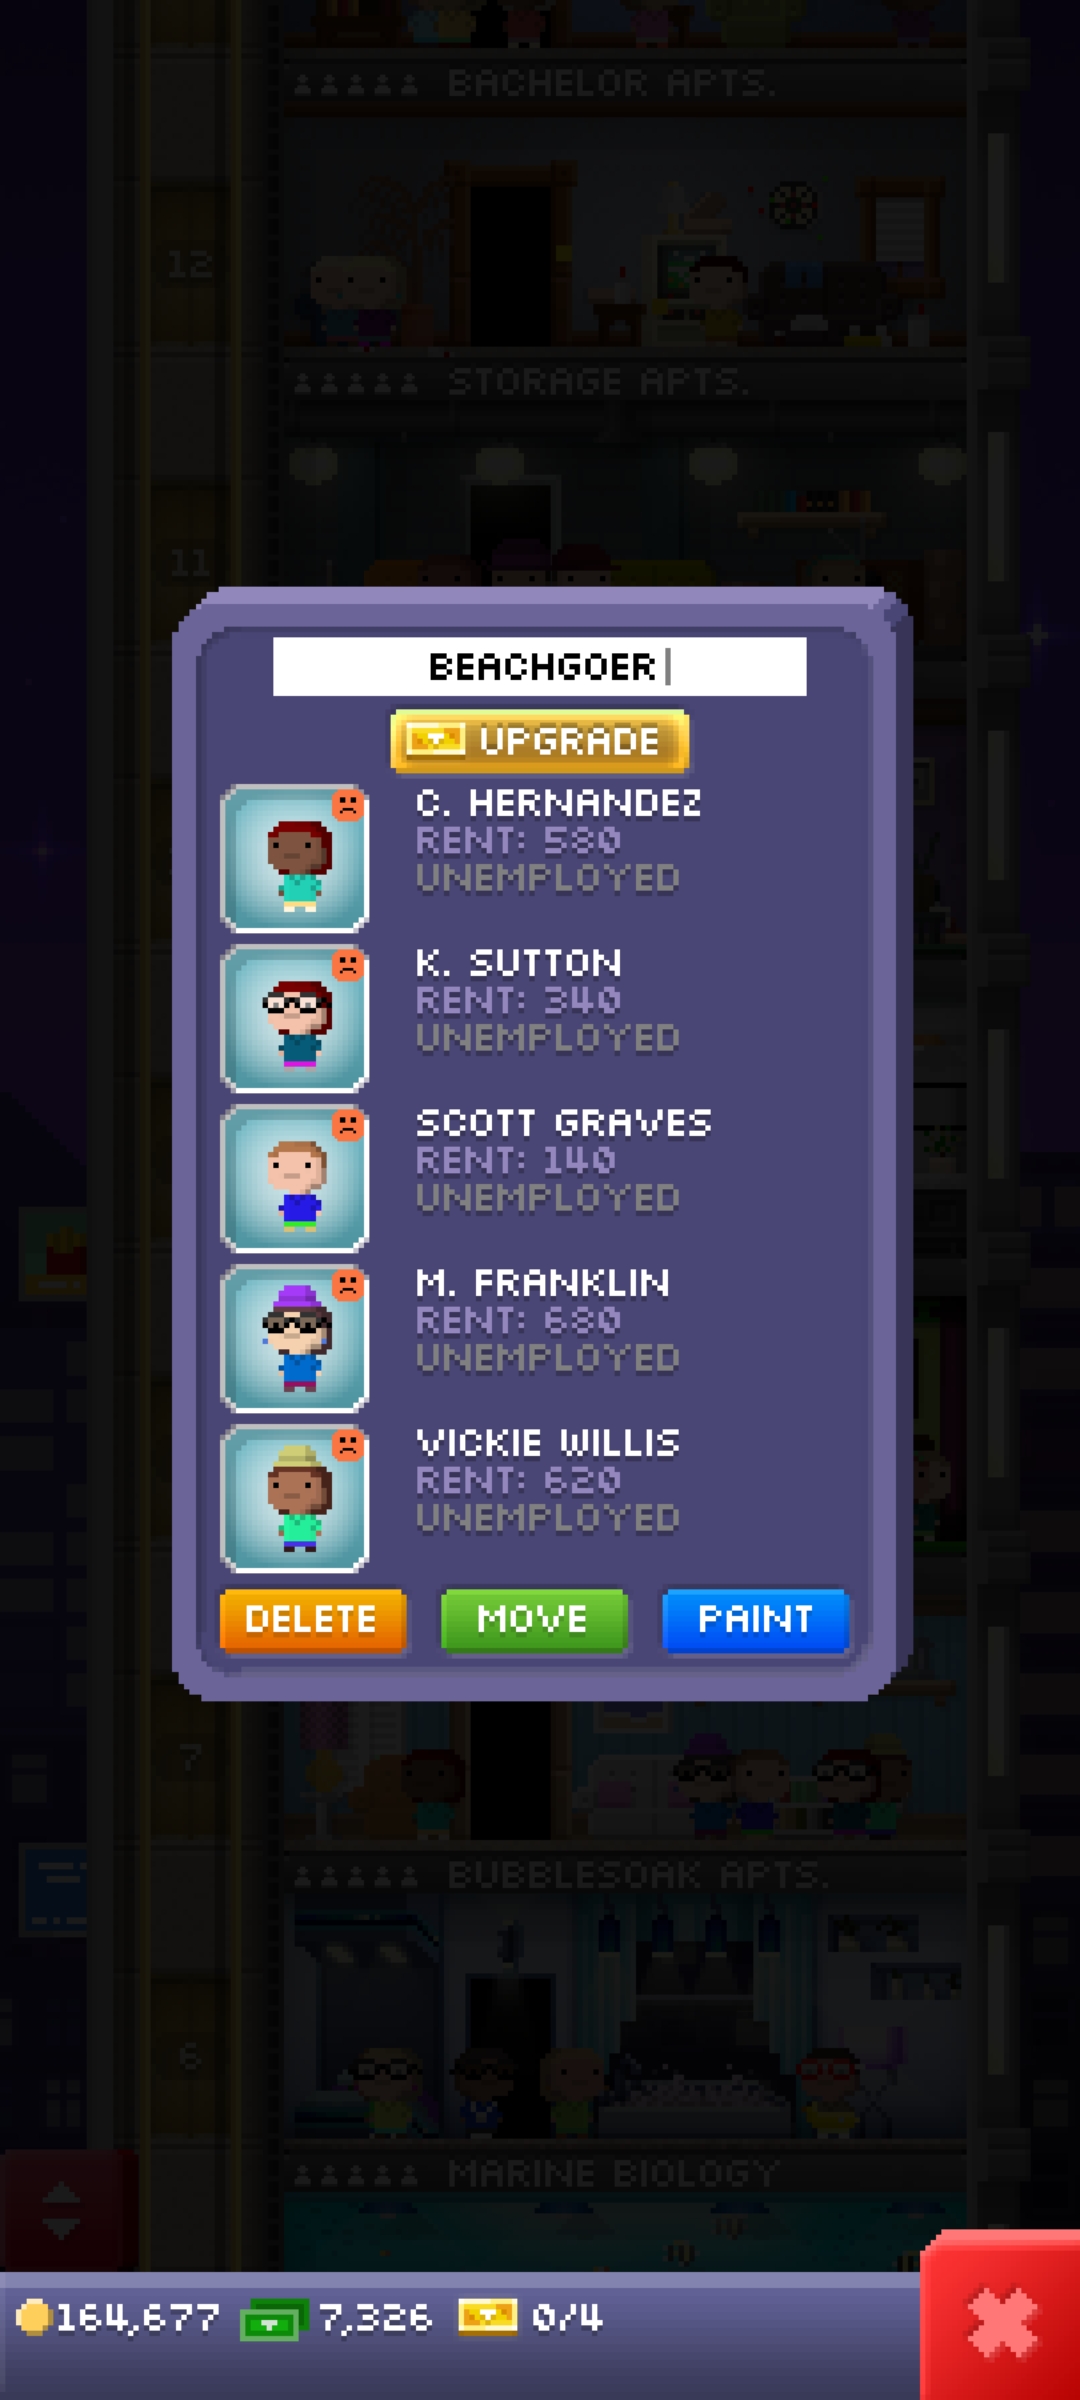 BACHELOR APTS.
12
STORAGE APTS.
11
BEACHGOER
UPGRADE
C. HERNANDEZ
RENT: 580
UNEMPLOYED
K. SUTTON
RENT: 340
UNEMPLOYED
SCOTT GRAVES
RENT: 140
UNEMPLOYED
M. FRANKLIN
RENT: 680
UNEMPLOYED
VICKIE WILLIS
RENT: 620
UNEMPLOYED
DELETE
MOVE
PAINT
7
BUBBLESOAK APTS.
6
MARINE BIOLOGY
164,677
7,326
0/4